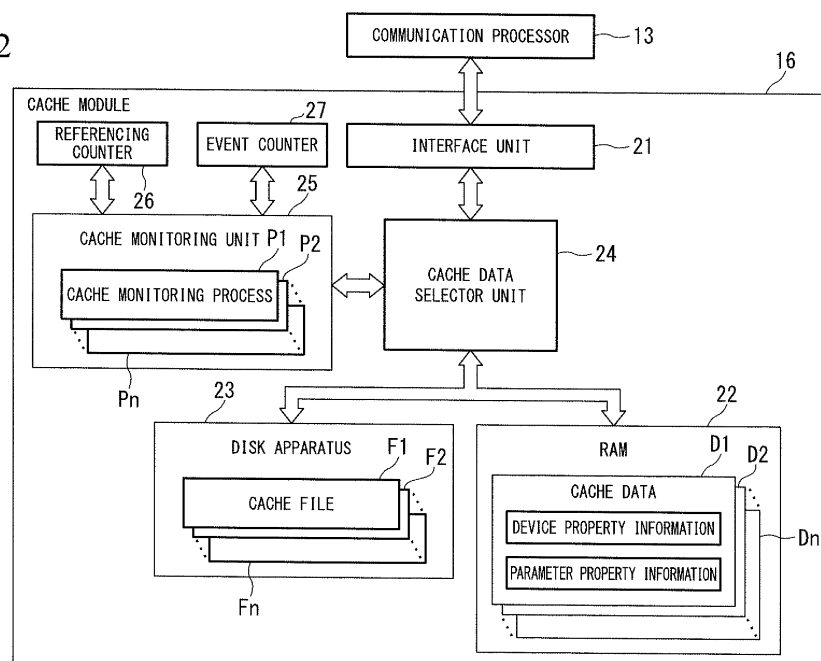 2
COMMUNICATION PROCESSOR
13
16
CACHE MODULE
REFERENCING
COUNTER
26
EVENT COUNTER
27
INTERFACE UNIT
21
25
CACHE MONITORING UNIT
P1
P2
CACHE MONITORING PROCESS
Pn
CACHE DATA
SELECTOR UNIT
24
23
DISK APPARATUS
F1
F2
CACHE FILE
Fn
22
RAM
D1
D2
CACHE DATA
DEVICE PROPERTY INFORMATION
PARAMETER PROPERTY INFORMATION
Dn